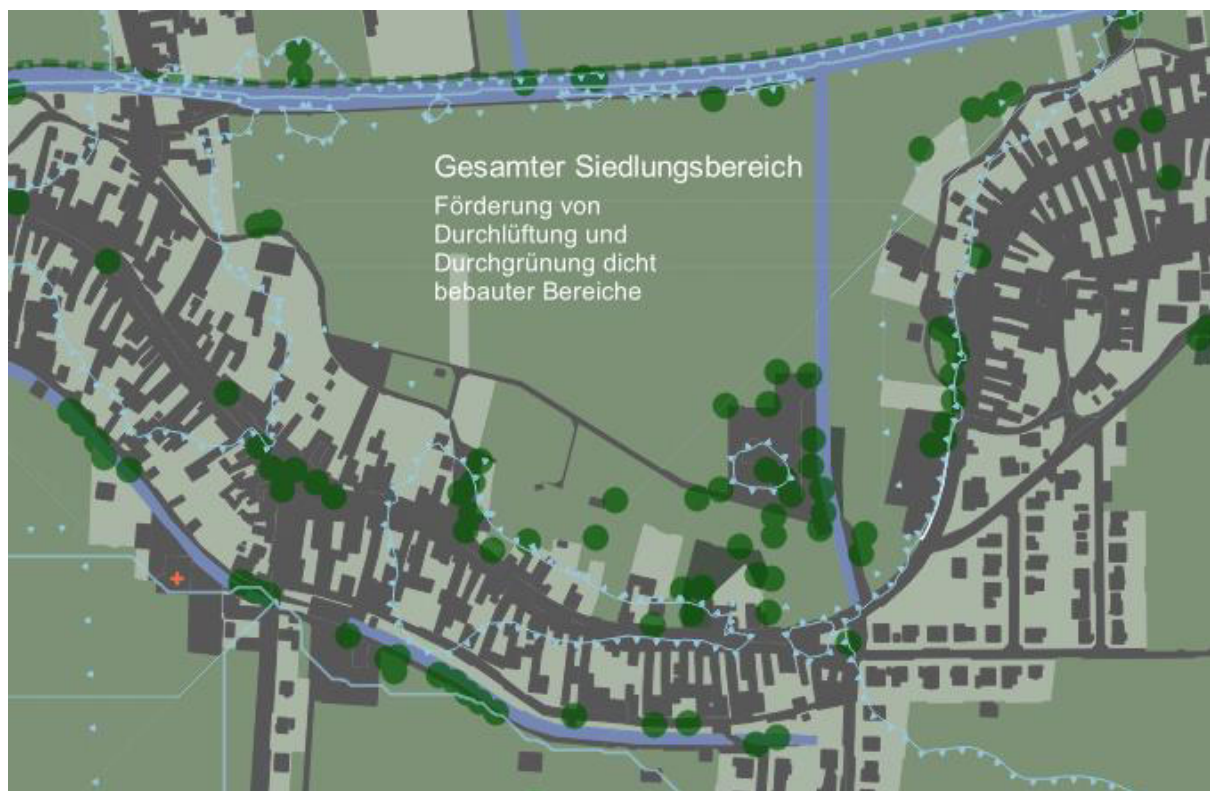 Gesamter Siedlungsbereich
Förderung von
Durchlüftung und
Durchgrünung dicht
bebauter Bereiche